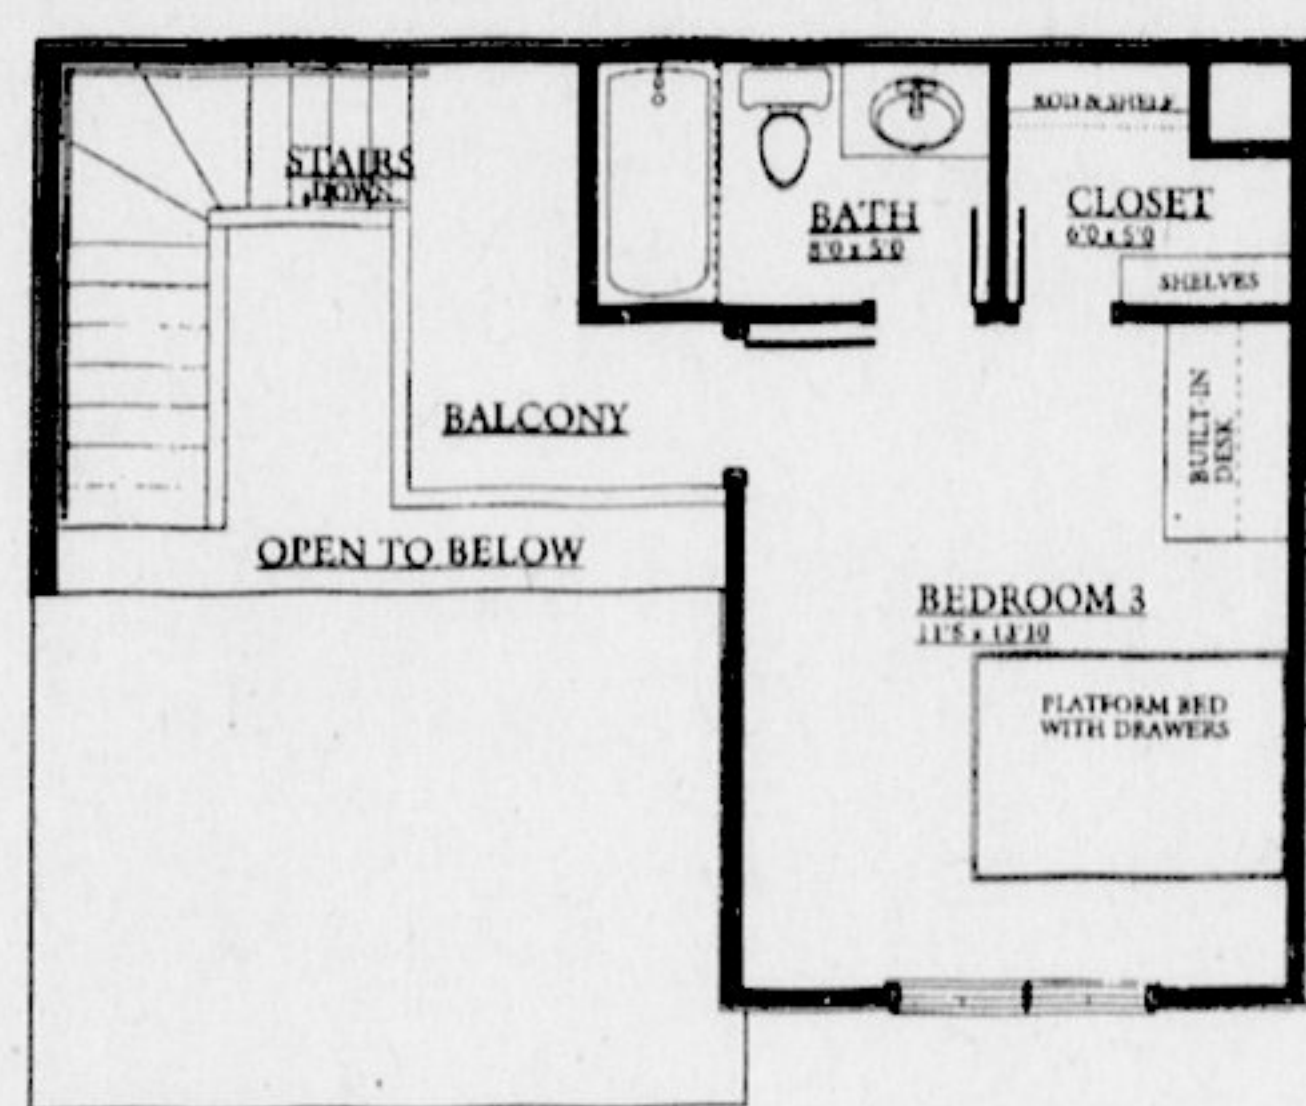 STAIRS
DOWN
ROD & SHELF
BATH
8'0 x 5'0
CLOSET
6'0 x 5'0
SHELVES
BALCONY
BUILT-IN
DESK
OPEN TO BELOW
BEDROOM 3
11'5 x 13'10
PLATFORM BED
WITH DRAWERS